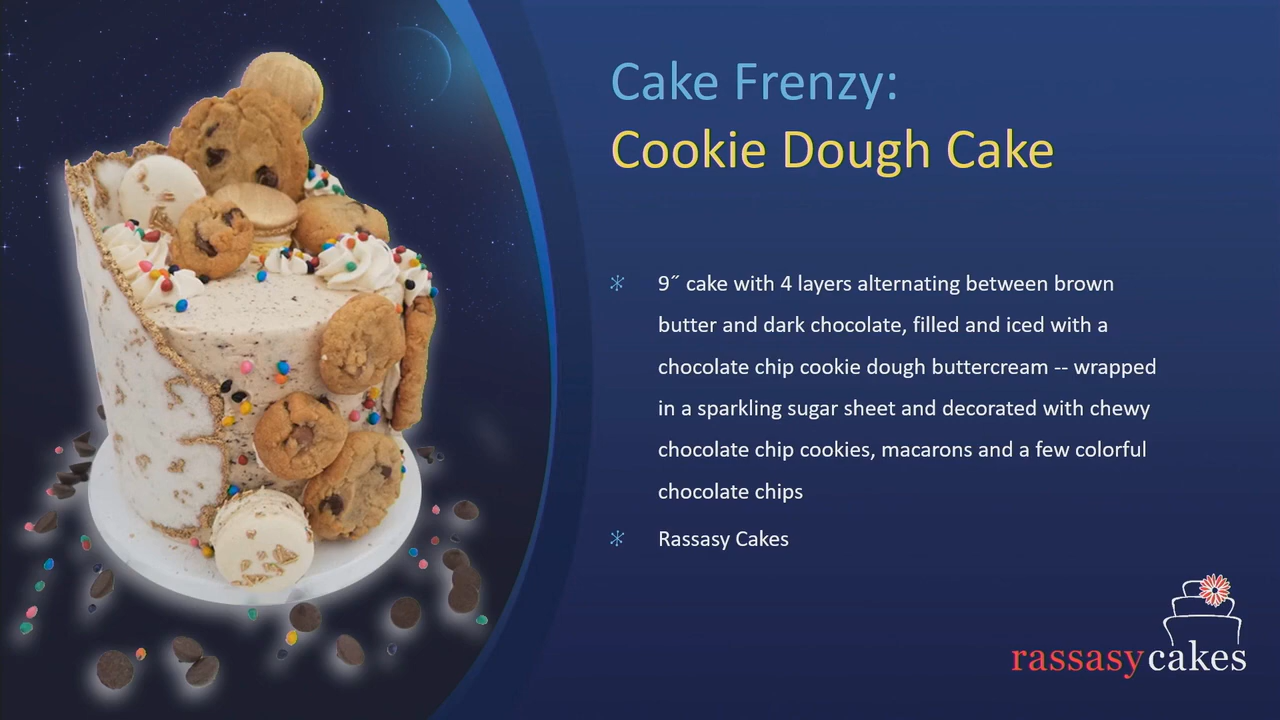 Cake Frenzy:
Cookie Dough Cake
9˝ cake with 4 layers alternating between brown
butter and dark chocolate, filled and iced with a
chocolate chip cookie dough buttercream -- wrapped
in a sparkling sugar sheet and decorated with chewy
chocolate chip cookies, macarons and a few colorful
chocolate chips
Rassasy Cakes
rassasycakes